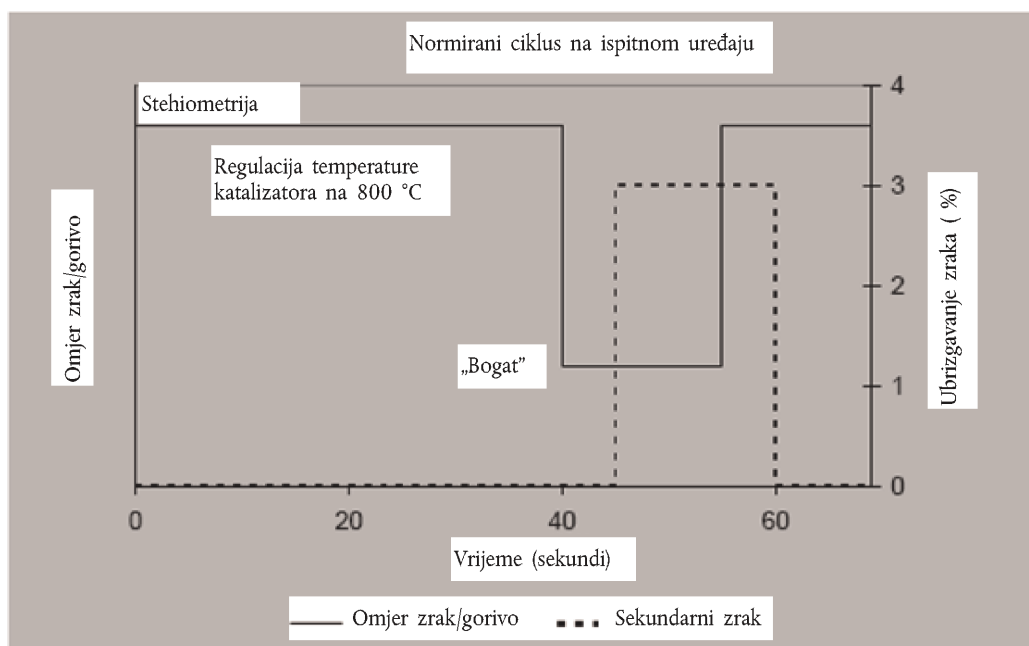 Normirani ciklus na ispitnom uređaju
Stehiometrija
Regulacija temperature
katalizatora na 800 °C
„Bogat”
Omjer zrak/gorivo
Ubrizgavanje zraka ( %)
4
3
2
1
0
0 20 40 60
Vrijeme (sekundi)
Omjer zrak/gorivo Sekundarni zrak